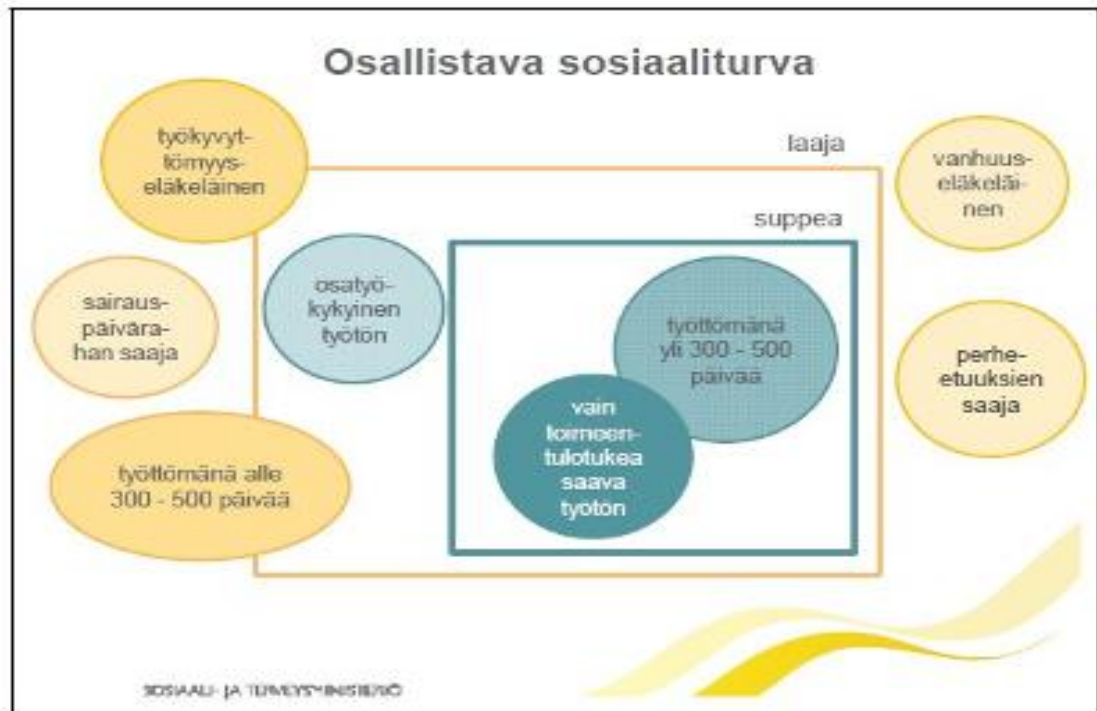 Osallistava sosiaaliturva
työkyvyt-
tömyys-
eläkeläinen
laaja
vanhuus-
eläkeläi-
nen
suppea
sairaus-
päivära-
han saaja
osatyö-
kykyinen
työtön
työttömänä
yli 300 - 500
päivää
perhe-
etuuksien
saaja
vain
toimeen-
tulotukea
saava
työtön
työttömänä alle
300 - 500 päivää
SOSIAALI- JA TERVEYSMINISTERIÖ